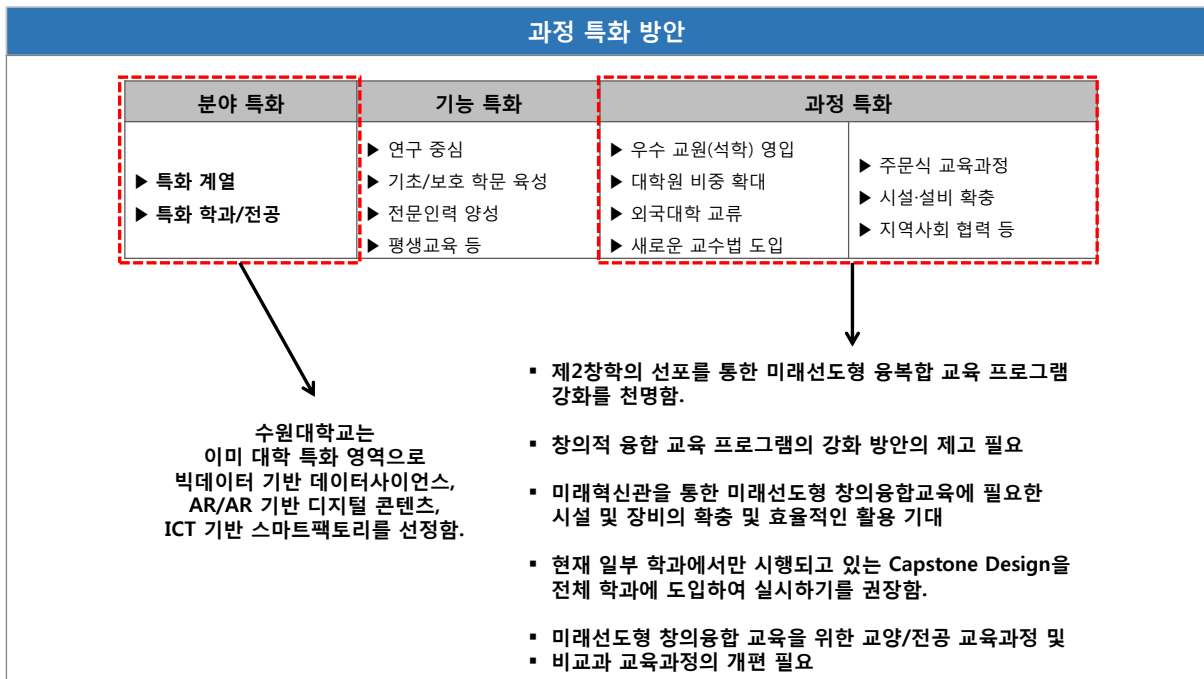 과정 특화 방안
분야 특화
기능 특화
과정 특화
▶ 특화 계열
▶ 특화 학과/전공
▶ 연구 중심
▶ 기초/보호 학문 육성
▶ 전문인력 양성
▶ 평생교육 등
▶ 우수 교원(석학) 영입
▶ 대학원 비중 확대
▶ 외국대학 교류
▶ 새로운 교수법 도입
▶ 주문식 교육과정
▶ 시설·설비 확충
▶ 지역사회 협력 등
수원대학교는
이미 대학 특화 영역으로
빅데이터 기반 데이터사이언스,
AR/AR 기반 디지털 콘텐츠,
ICT 기반 스마트팩토리를 선정함.
▪ 제2창학의 선포를 통한 미래선도형 융복합 교육 프로그램
강화를 천명함.
▪ 창의적 융합 교육 프로그램의 강화 방안의 제고 필요
▪ 미래혁신관을 통한 미래선도형 창의융합교육에 필요한
시설 및 장비의 확충 및 효율적인 활용 기대
▪ 현재 일부 학과에서만 시행되고 있는 Capstone Design을
전체 학과에 도입하여 실시하기를 권장함.
▪ 미래선도형 창의융합 교육을 위한 교양/전공 교육과정 및
▪ 비교과 교육과정의 개편 필요